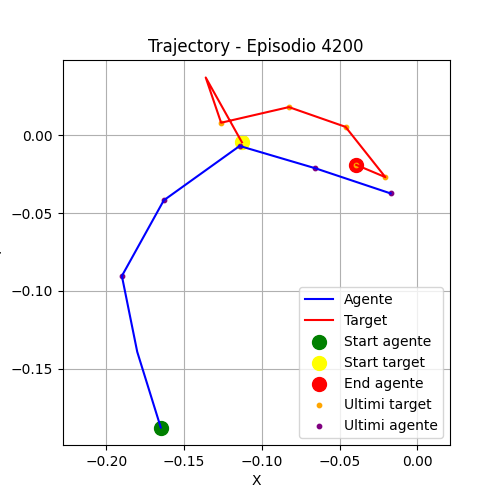 Trajectory - Episodio 4200
0.00
−0.05
−0.10
−0.15
Agente
Target
Start agente
Start target
End agente
Ultimi target
Ultimi agente
−0.20
−0.15
−0.10
−0.05
0.00
X